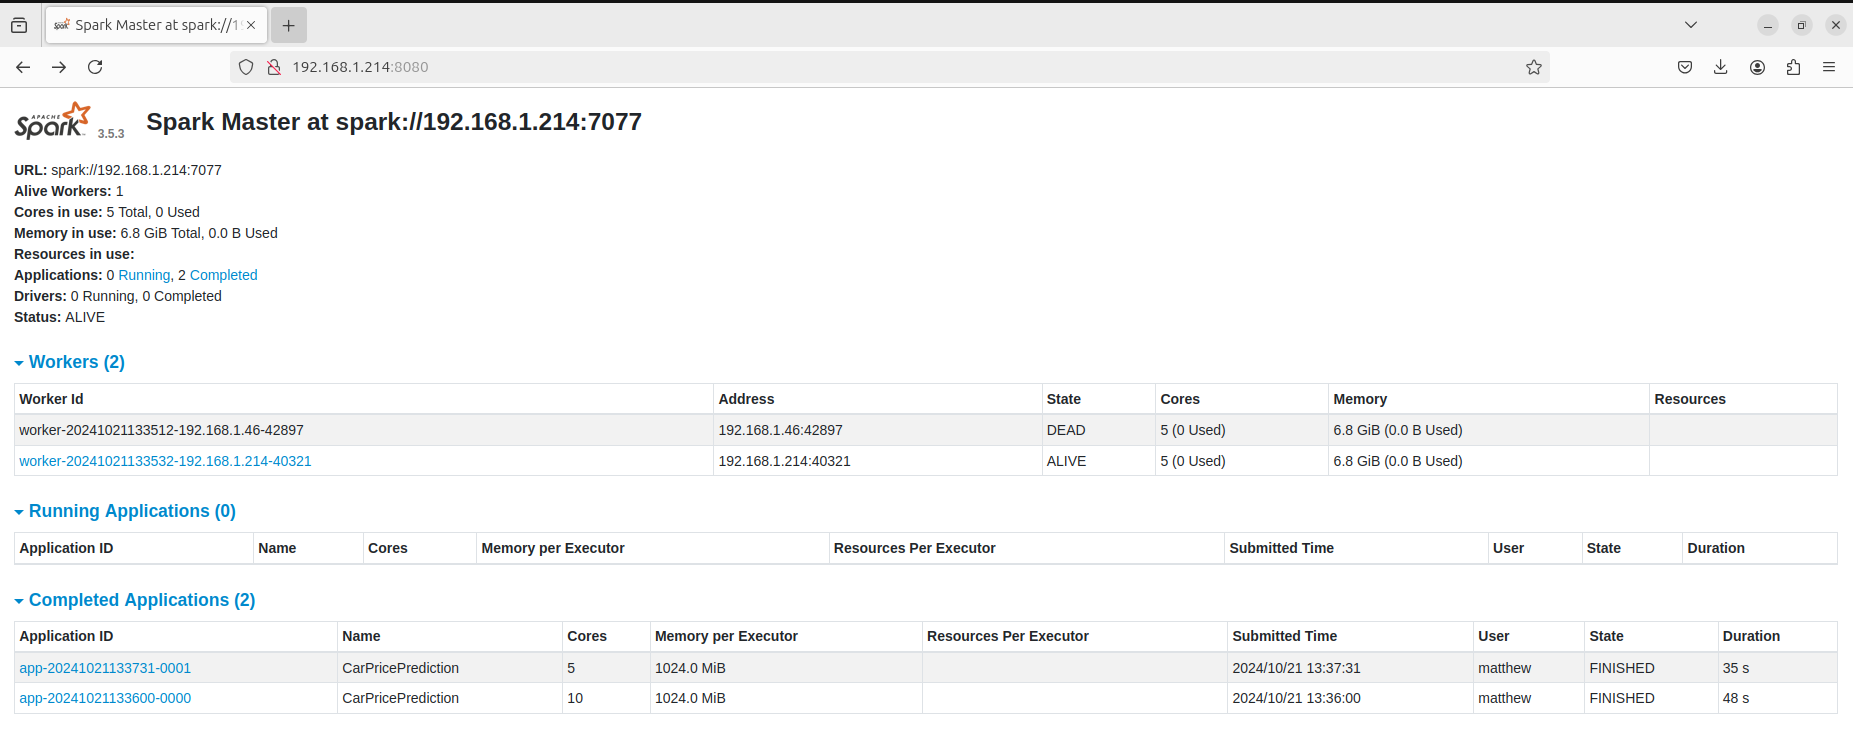 Spark Master at spark://19
192.168.1.214:8080
APACHE Spark 3.5.3 Spark Master at spark://192.168.1.214:7077
URL: spark://192.168.1.214:7077
Alive Workers: 1
Cores in use: 5 Total, 0 Used
Memory in use: 6.8 GiB Total, 0.0 B Used
Resources in use:
Applications: 0 Running, 2 Completed
Drivers: 0 Running, 0 Completed
Status: ALIVE
Workers (2)
Worker Id Address State Cores Memory Resources
worker-20241021133512-192.168.1.46-42897 192.168.1.46:42897 DEAD 5 (0 Used) 6.8 GiB (0.0 B Used)
worker-20241021133532-192.168.1.214-40321 192.168.1.214:40321 ALIVE 5 (0 Used) 6.8 GiB (0.0 B Used)
Running Applications (0)
Application ID Name Cores Memory per Executor Resources Per Executor Submitted Time User State Duration
Completed Applications (2)
Application ID Name Cores Memory per Executor Resources Per Executor Submitted Time User State Duration
app-20241021133731-0001 CarPricePrediction 5 1024.0 MiB 2024/10/21 13:37:31 matthew FINISHED 35 s
app-20241021133600-0000 CarPricePrediction 10 1024.0 MiB 2024/10/21 13:36:00 matthew FINISHED 48 s